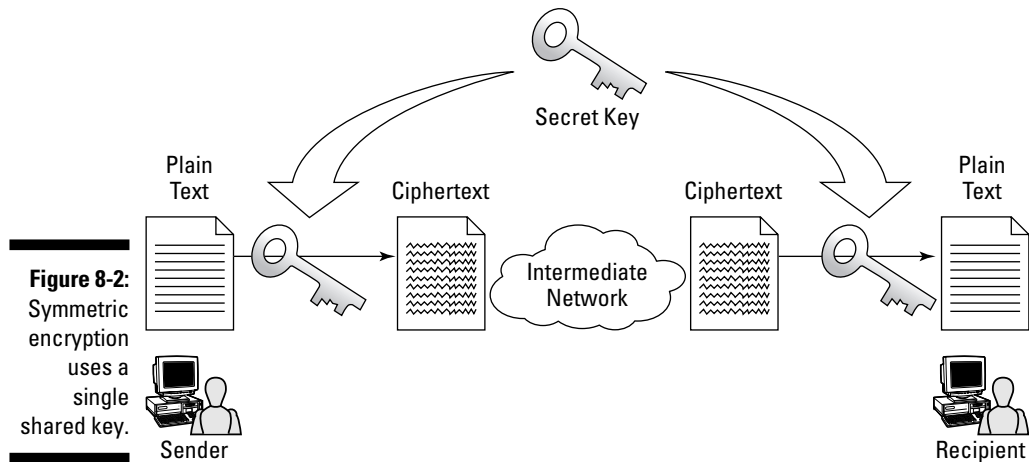 Secret Key
Plain
Text
Ciphertext
Ciphertext
Plain
Text
Intermediate
Network
Figure 8-2:
Symmetric
encryption
uses a
single
shared key.
Sender
Recipient